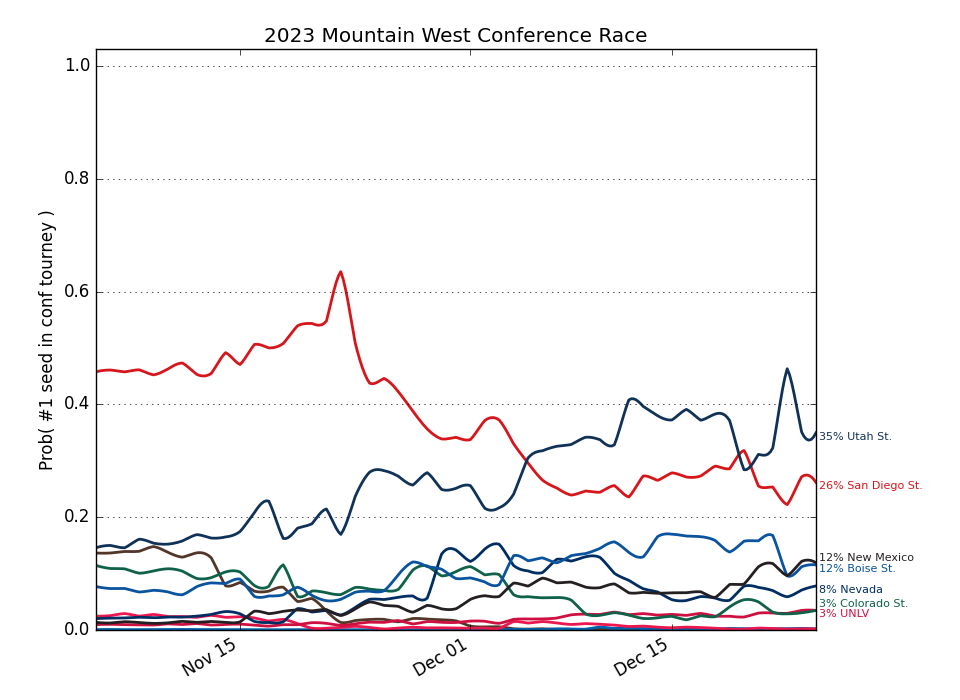 2023 Mountain West Conference Race
Prob( #1 seed in conf tourney )
1.0
0.8
0.6
0.4
0.2
0.0
35% Utah St.
26% San Diego St.
12% New Mexico
12% Boise St.
8% Nevada
3% Colorado St.
3% UNLV
Nov 15
Dec 01
Dec 15